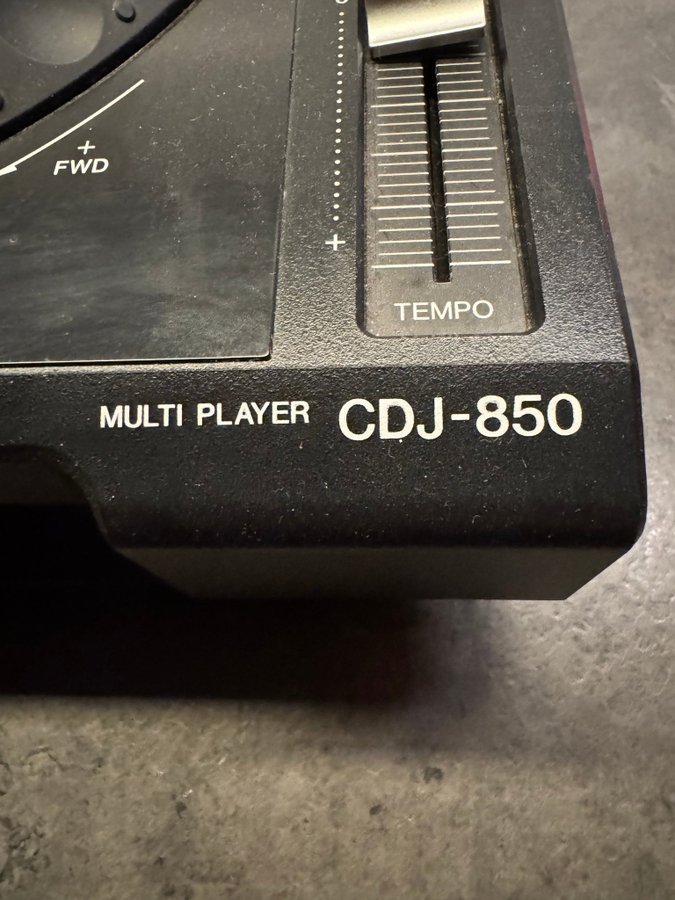 +
FWD
+
TEMPO
MULTI PLAYER CDJ-850